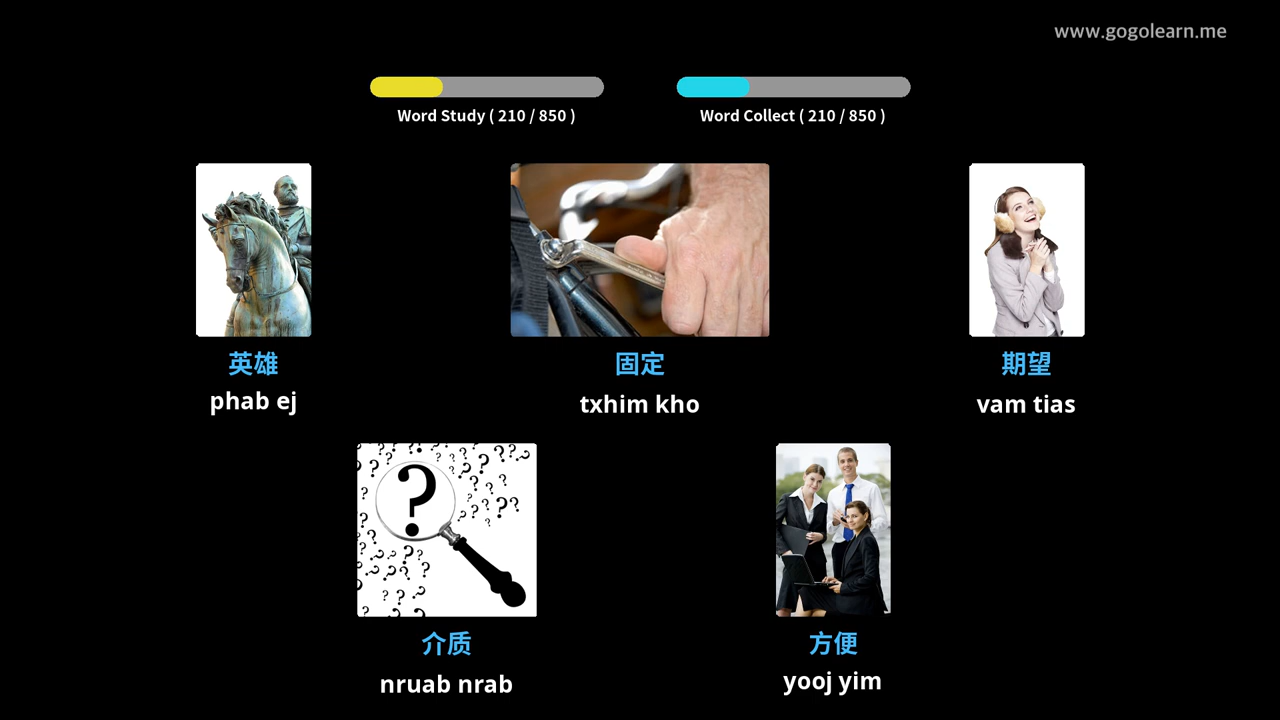 www.gogolearn.me
Word Study ( 210 / 850 )
Word Collect ( 210 / 850 )
英雄
phab ej
固定
txhim kho
期望
vam tias
介质
nruab nrab
方便
yooj yim